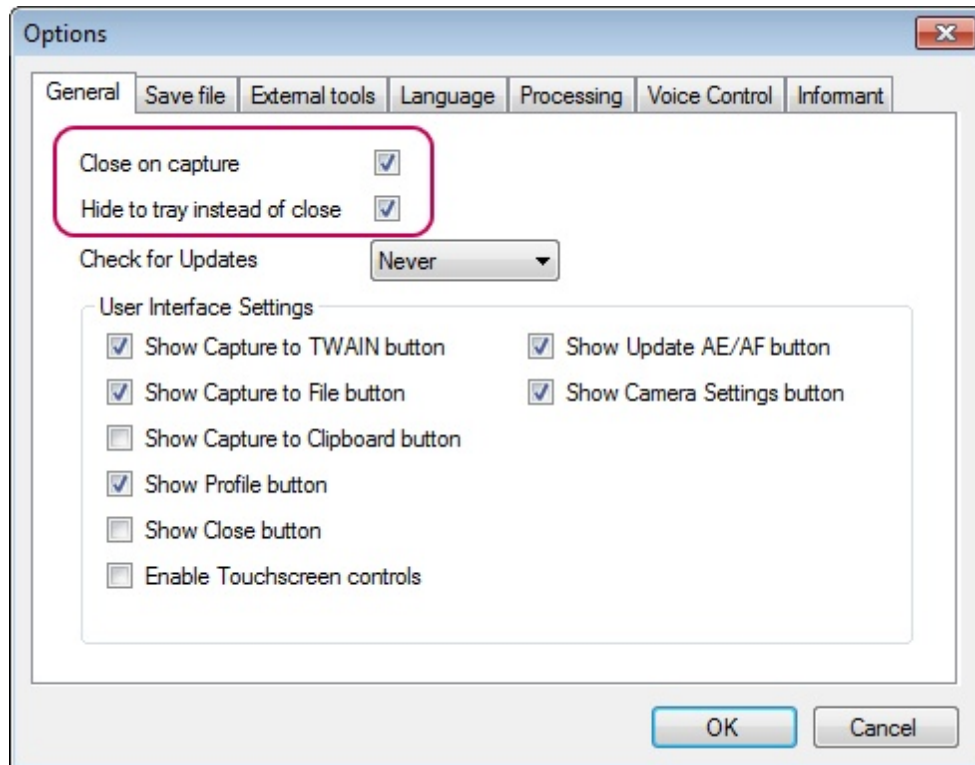 Options
General Save file External tools Language Processing Voice Control Informant
Close on capture
Hide to tray instead of close
Check for Updates Never
User Interface Settings
Show Capture to TWAIN button Show Update AE/AF button
Show Capture to File button Show Camera Settings button
Show Capture to Clipboard button
Show Profile button
Show Close button
Enable Touchscreen controls
OK Cancel